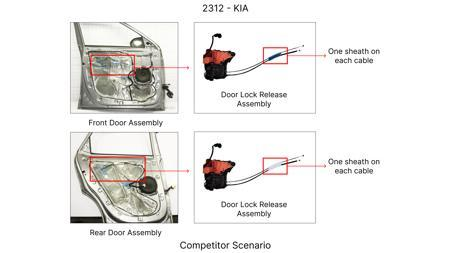 2312 - KIA
One sheath on
each cable
Door Lock Release
Assembly
Front Door Assembly
One sheath on
each cable
Door Lock Release
Assembly
Rear Door Assembly
Competitor Scenario